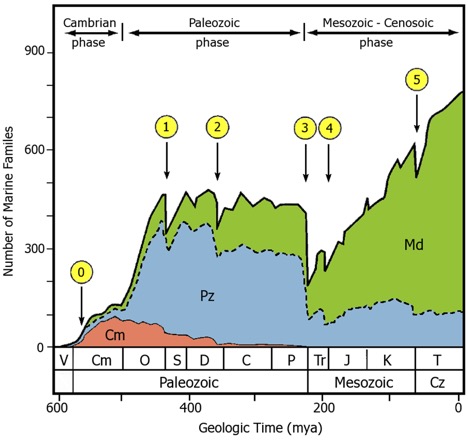 Cambrian Paleozoic Mesozoic - Cenosoic
phase phase phase
900
600
300
0
Number of Marine Familes
0
1
2
3
4
5
Md
Pz
Cm
V Cm O S D C P Tr J K T
Paleozoic Mesozoic Cz
600 400 200 0
Geologic Time (mya)